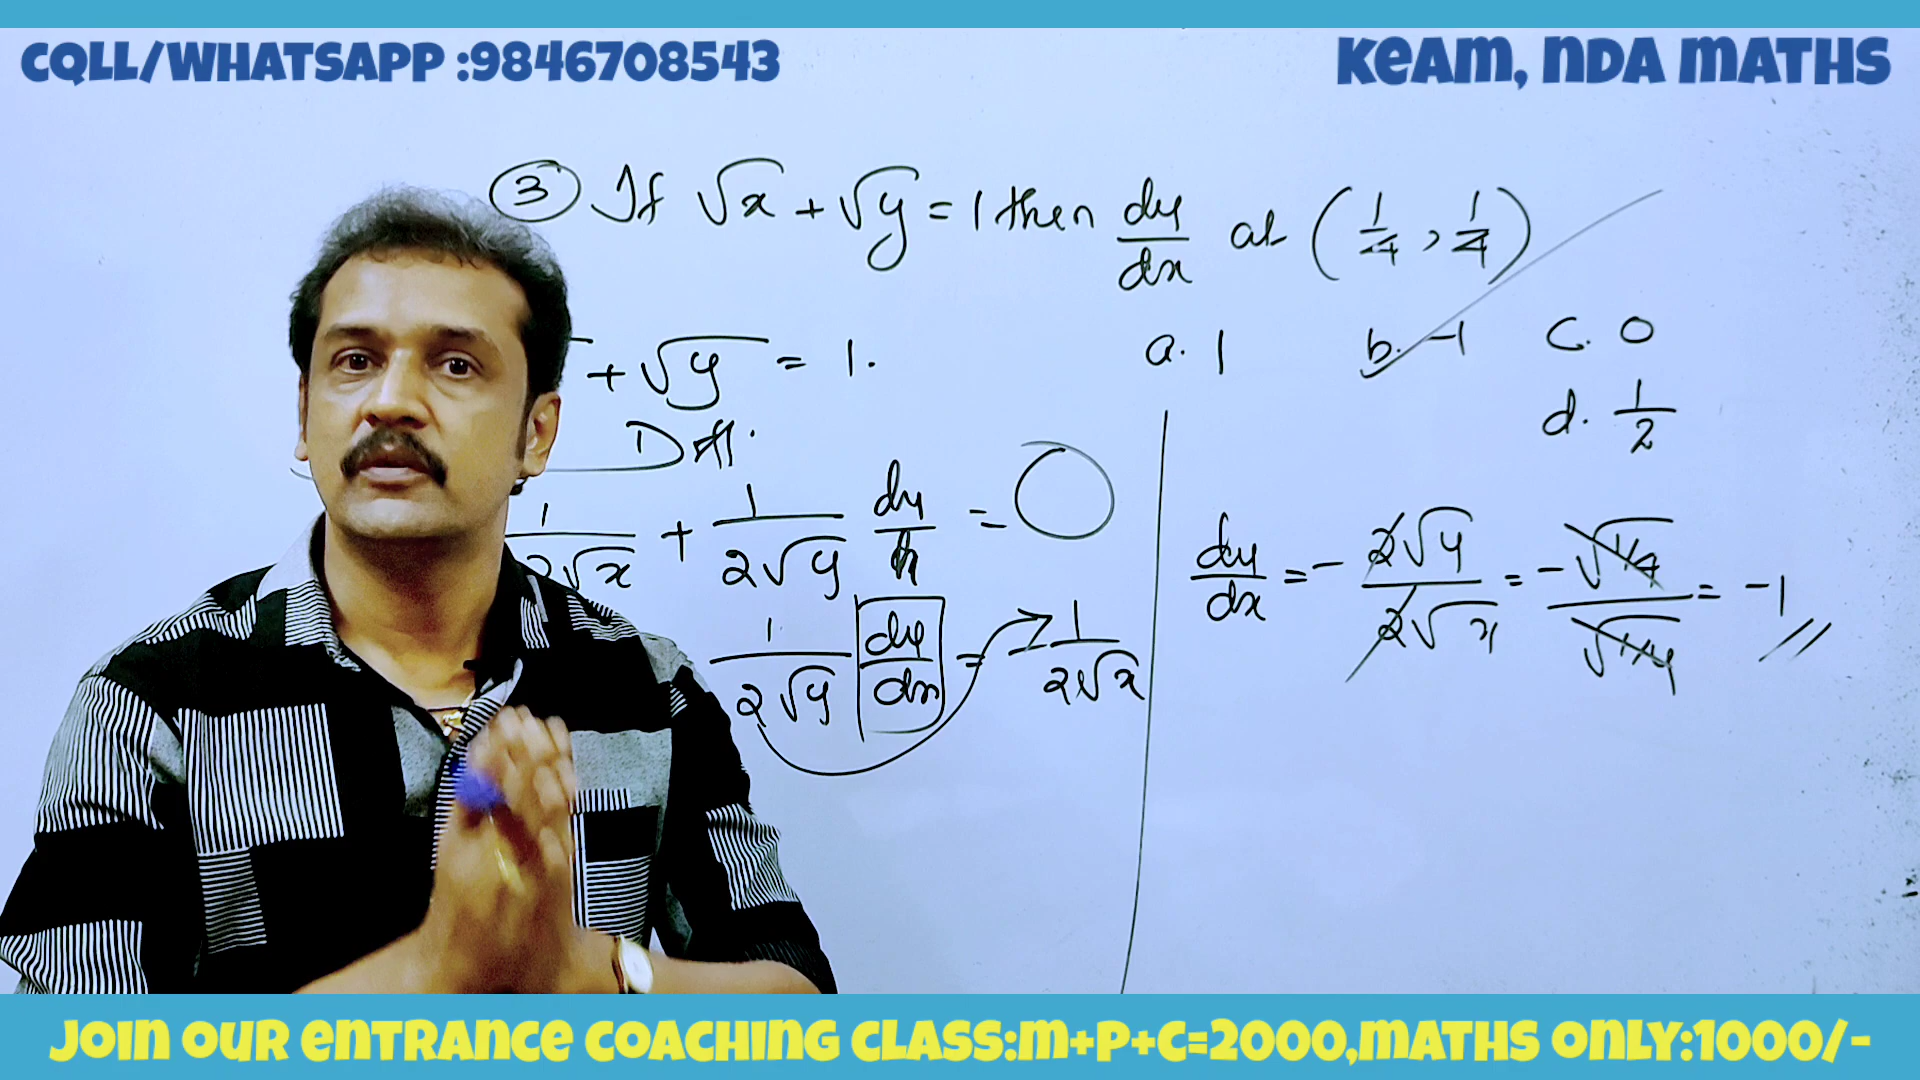 CALL/WHATSAPP :9846708543
KEAM, NDA MATHS
3 If √x + √y = 1 then dy/dx at (1/4, 1/4)
a. 1 b. -1 c. 0
d. 1/2
+ √y = 1.
Diff.
1/2√x + 1/2√y dy/ = 0
1/2√y dy/dx = -1/2√x
dy/dx = - 2√y/2√x = - √1/4/√1/4 = -1
JOIN OUR ENTRANCE COACHING CLASS:M+P+C=2000,MATHS ONLY:1000/-